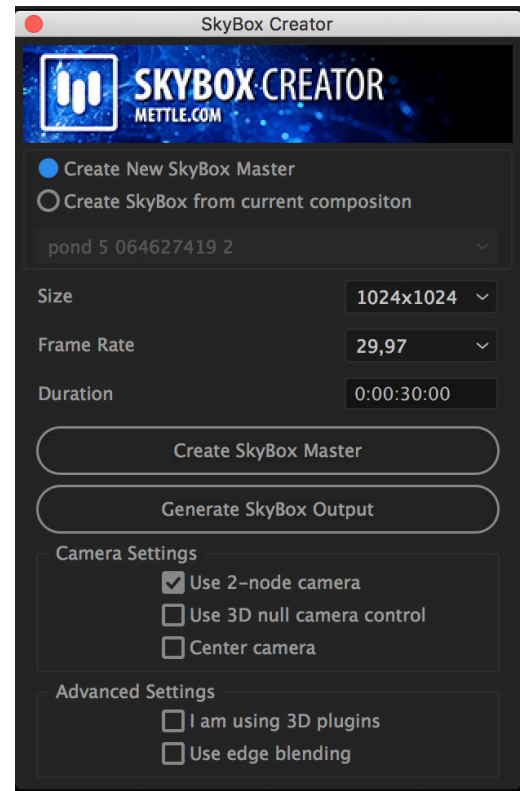 SkyBox Creator
SKYBOX CREATOR
METTLE.COM
Create New SkyBox Master
Create SkyBox from current compositon
pond 5 064627419 2
Size 1024x1024
Frame Rate 29,97
Duration 0:00:30:00
Create SkyBox Master
Generate SkyBox Output
Camera Settings
Use 2-node camera
Use 3D null camera control
Center camera
Advanced Settings
I am using 3D plugins
Use edge blending